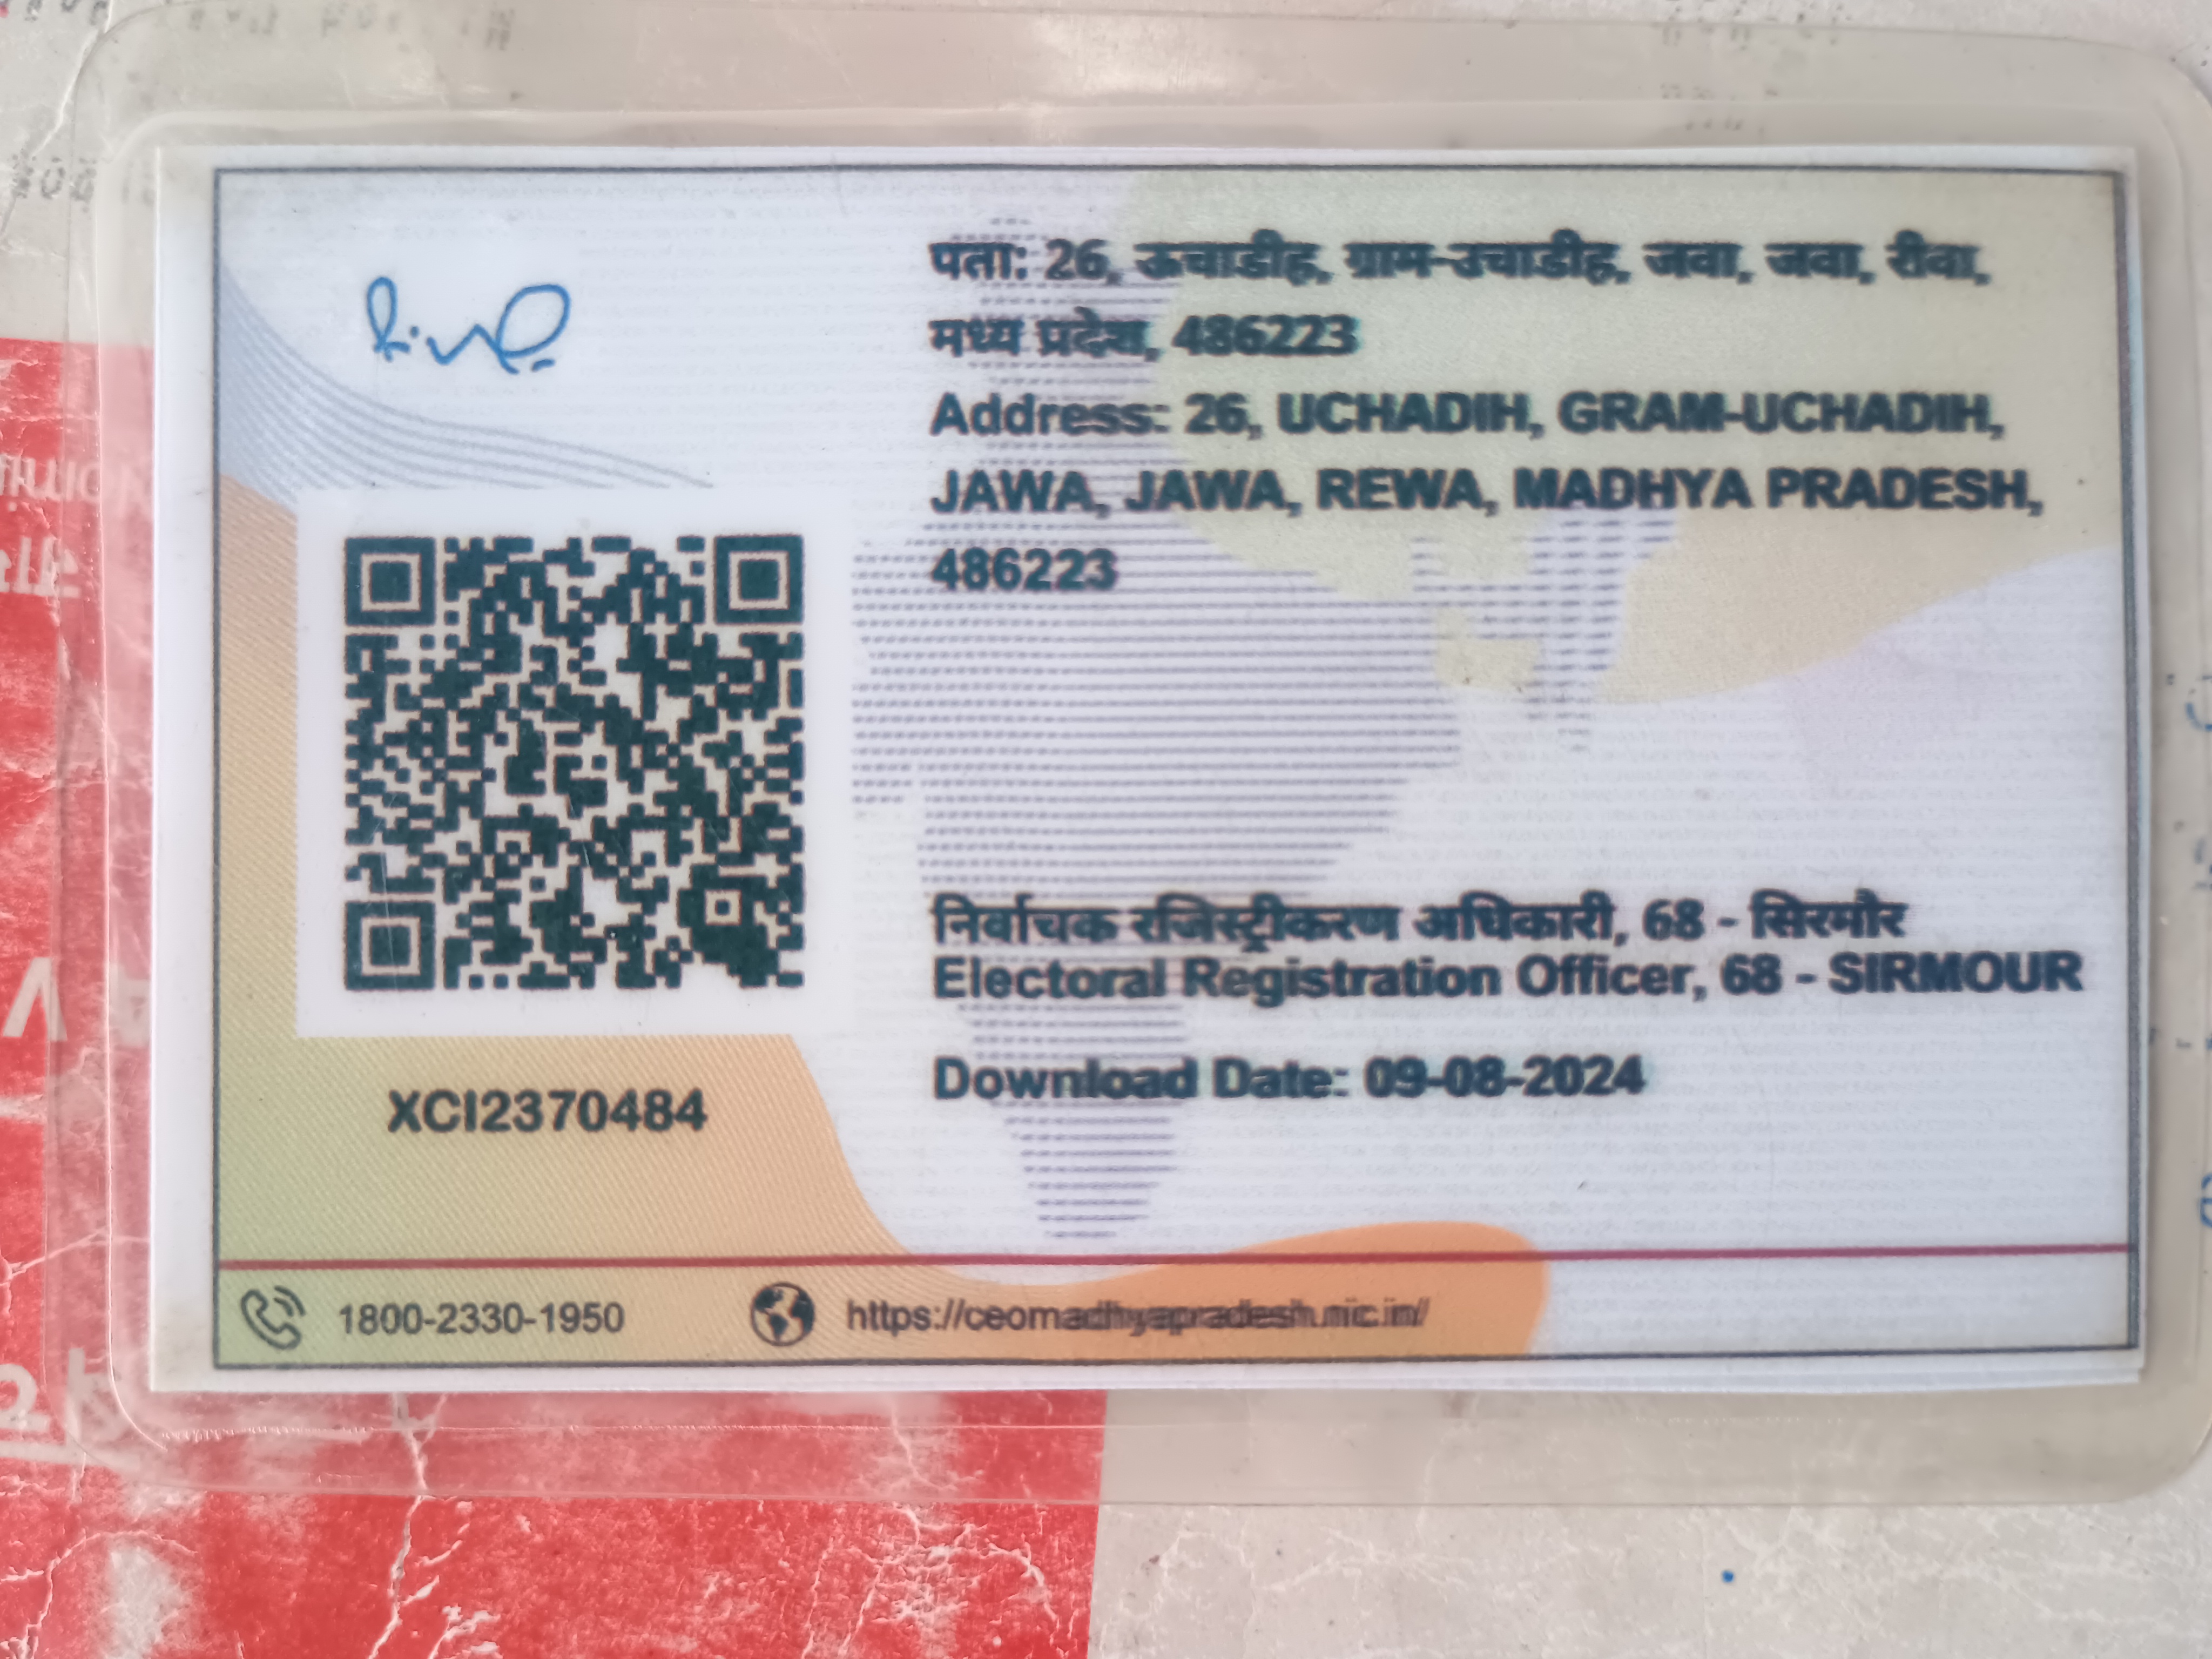 पता: 26, ऊचाडीह, ग्राम-उचाडीह, जवा, जवा, रीवा,
मध्य प्रदेश, 486223
Address: 26, UCHADIH, GRAM-UCHADIH,
JAWA, JAWA, REWA, MADHYA PRADESH,
486223
निर्वाचक रजिस्ट्रीकरण अधिकारी, 68 - सिरमौर
Electoral Registration Officer, 68 - SIRMOUR
Download Date: 09-08-2024
XCI2370484
1800-2330-1950
https://ceomadhyapradesh.nic.in/